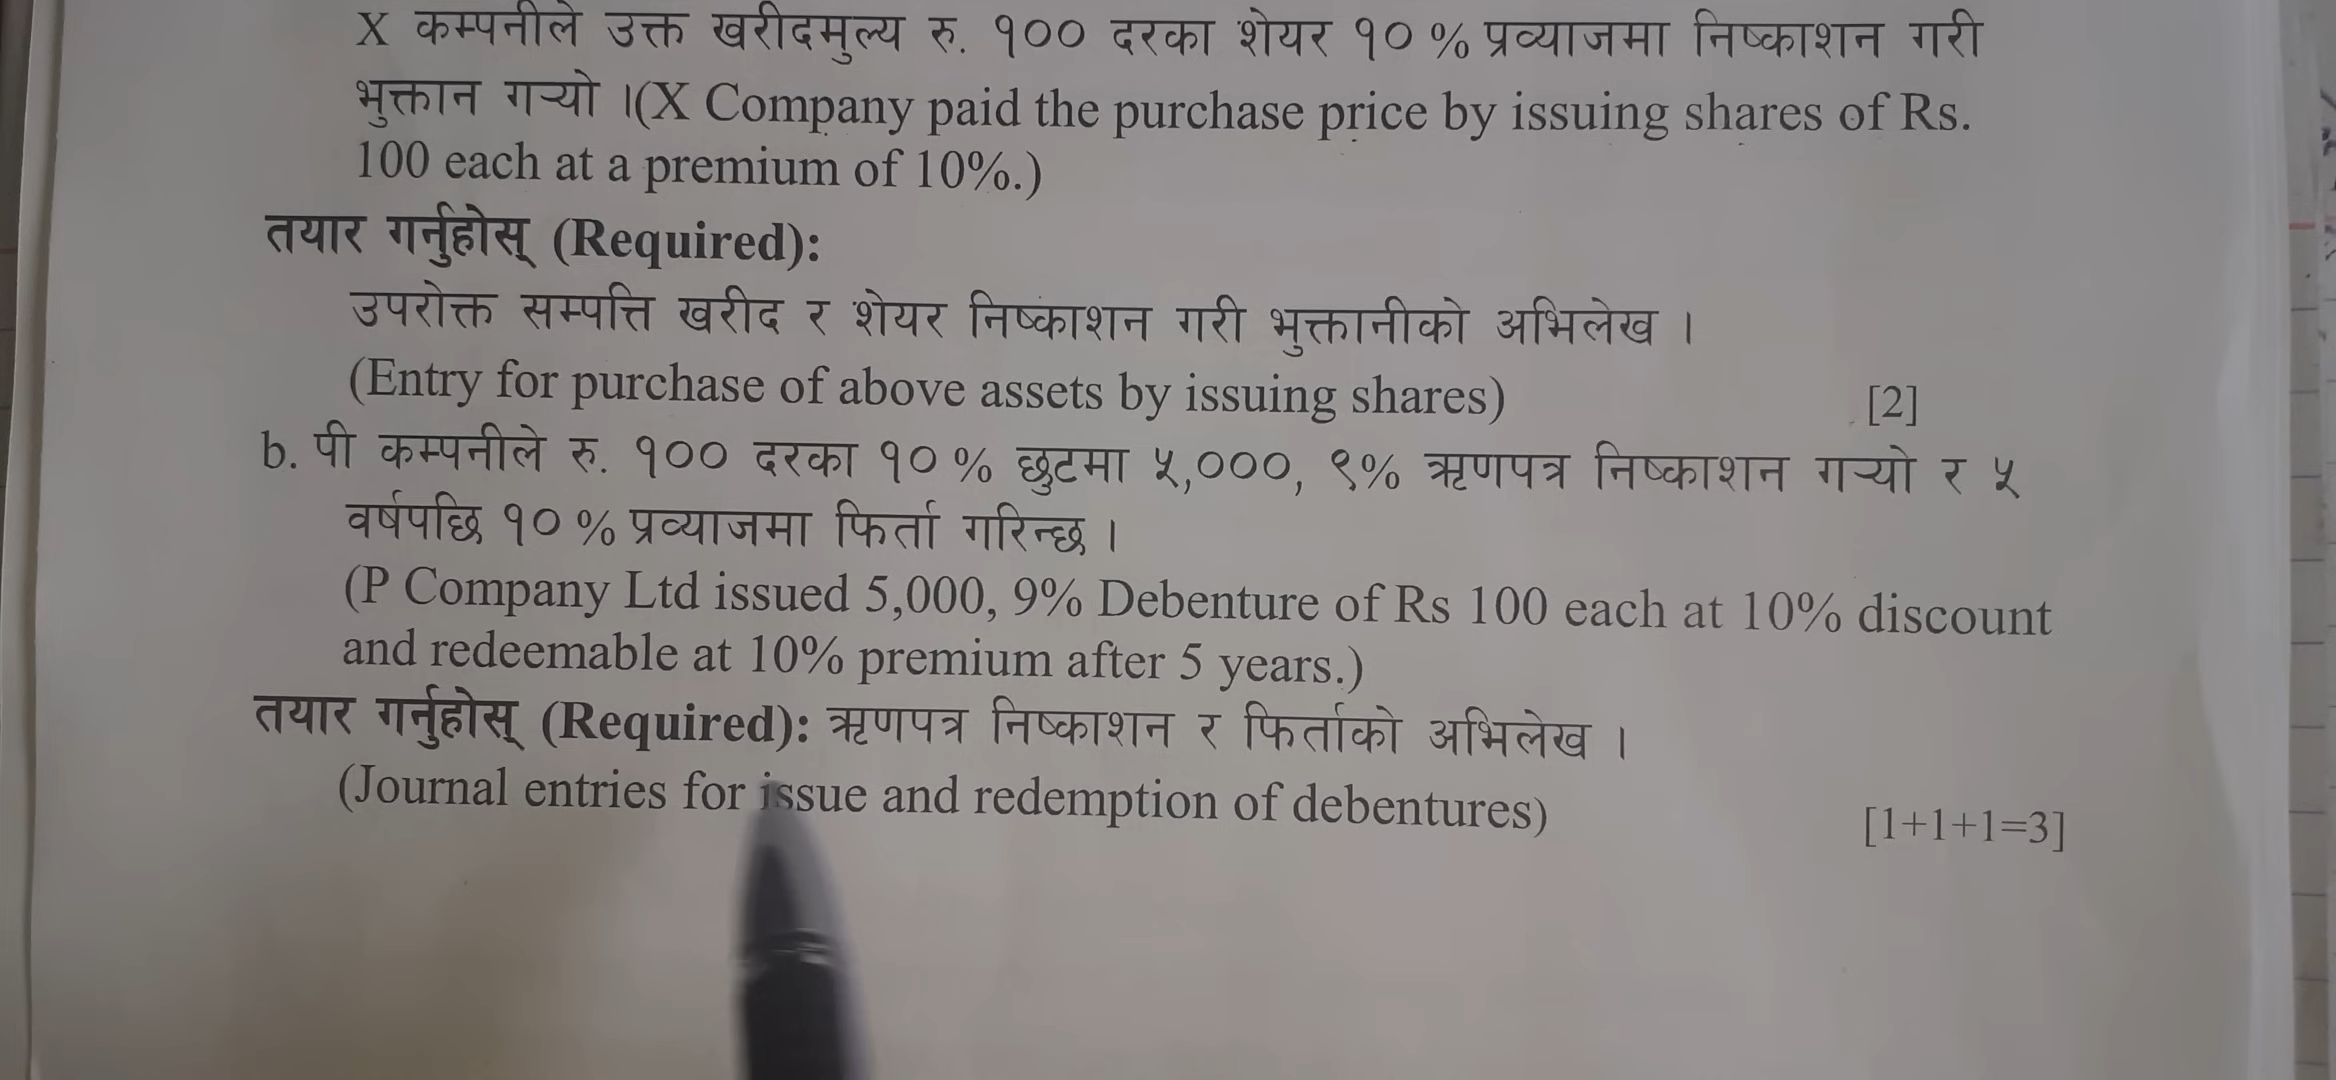 X कम्पनीले उक्त खरीदमुल्य रु. १०० दरका शेयर १०% प्रव्याजमा निष्काशन गरी
भुक्तान गर्‍यो ।(X Company paid the purchase price by issuing shares of Rs.
100 each at a premium of 10%.)
तयार गर्नुहोस् (Required):
उपरोक्त सम्पत्ति खरीद र शेयर निष्काशन गरी भुक्तानीको अभिलेख ।
(Entry for purchase of above assets by issuing shares) [2]
b. पी कम्पनीले रु. १०० दरका १०% छुटमा ५,०००, ९% ऋणपत्र निष्काशन गर्‍यो र ५
वर्षपछि १०% प्रव्याजमा फिर्ता गरिन्छ ।
(P Company Ltd issued 5,000, 9% Debenture of Rs 100 each at 10% discount
and redeemable at 10% premium after 5 years.)
तयार गर्नुहोस् (Required): ऋणपत्र निष्काशन र फिर्ताको अभिलेख ।
(Journal entries for issue and redemption of debentures) [1+1+1=3]